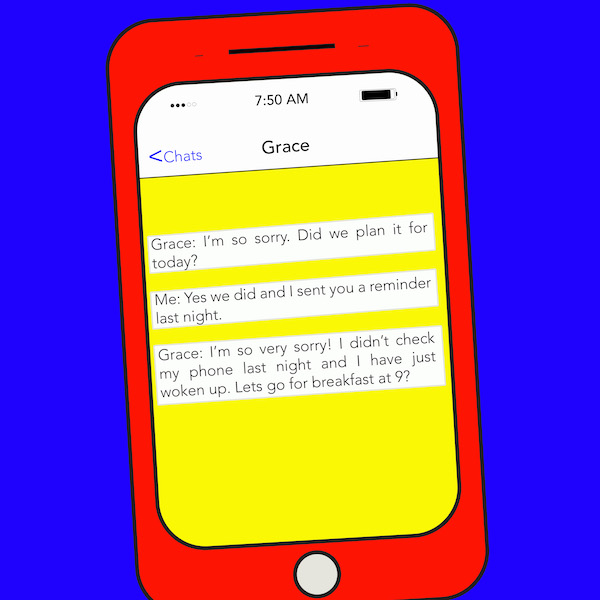 7:50 AM
<Chats
Grace
Grace: I’m so sorry. Did we plan it for
today?
Me: Yes we did and I sent you a reminder
last night.
Grace: I’m so very sorry! I didn’t check
my phone last night and I have just
woken up. Lets go for breakfast at 9?